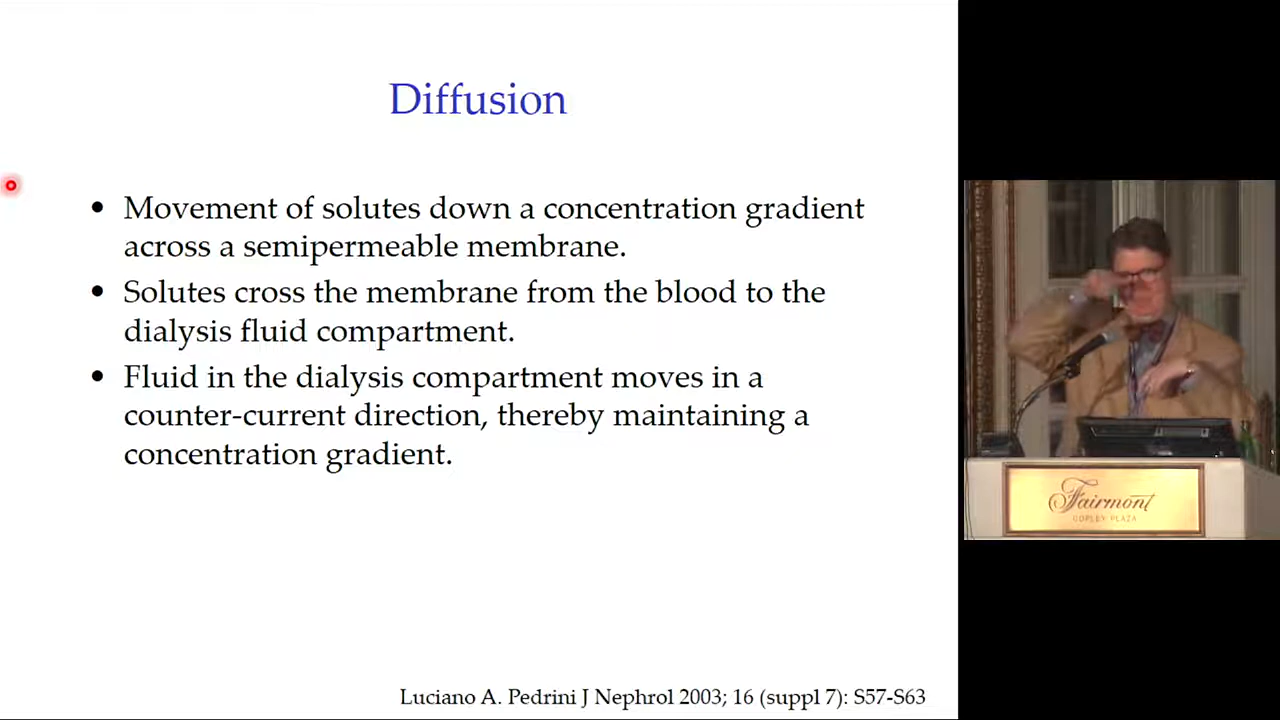 Diffusion
• Movement of solutes down a concentration gradient
across a semipermeable membrane.
• Solutes cross the membrane from the blood to the
dialysis fluid compartment.
• Fluid in the dialysis compartment moves in a
counter-current direction, thereby maintaining a
concentration gradient.
Luciano A. Pedrini J Nephrol 2003; 16 (suppl 7): S57-S63
Fairmont
COPLEY PLAZA